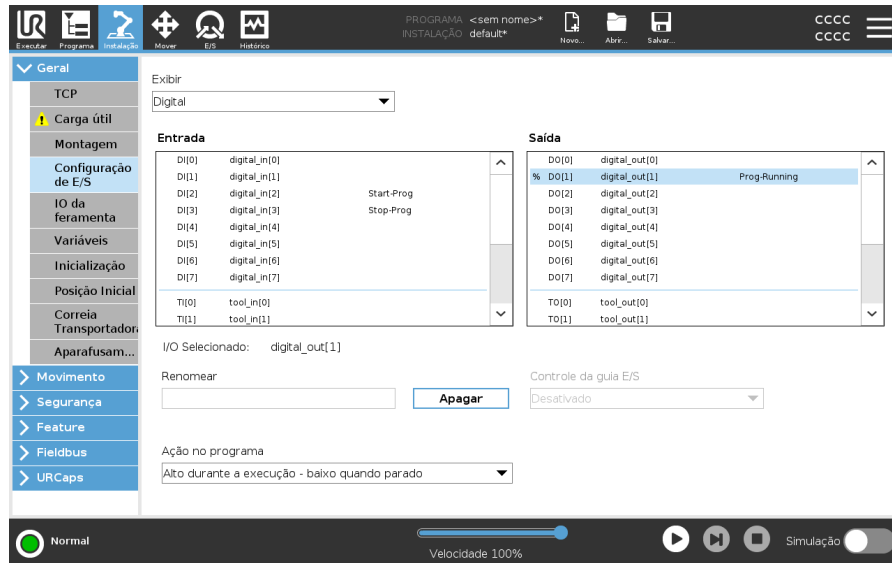 PROGRAMA <sem nome>*
INSTALAÇÃO default*
CCCC
CCCC
Executar Programa Instalação Mover E/S Histórico Novo... Abrir... Salvar...
Geral
TCP
Carga útil
Montagem
Configuração
de E/S
IO da
ferramenta
Variáveis
Inicialização
Posição Inicial
Correia
Transportador
Aparafusam...
Movimento
Segurança
Feature
Fieldbus
URCaps
Exibir
Digital
Entrada
DI[0] digital_in[0]
DI[1] digital_in[1]
DI[2] digital_in[2] Start-Prog
DI[3] digital_in[3] Stop-Prog
DI[4] digital_in[4]
DI[5] digital_in[5]
DI[6] digital_in[6]
DI[7] digital_in[7]
TI[0] tool_in[0]
TI[1] tool_in[1]
Saída
DO[0] digital_out[0]
% DO[1] digital_out[1] Prog-Running
DO[2] digital_out[2]
DO[3] digital_out[3]
DO[4] digital_out[4]
DO[5] digital_out[5]
DO[6] digital_out[6]
DO[7] digital_out[7]
TO[0] tool_out[0]
TO[1] tool_out[1]
I/O Selecionado: digital_out[1]
Renomear
Apagar
Controle da guia E/S
Desativado
Ação no programa
Alto durante a execução - baixo quando parado
Normal
Velocidade 100%
Simulação